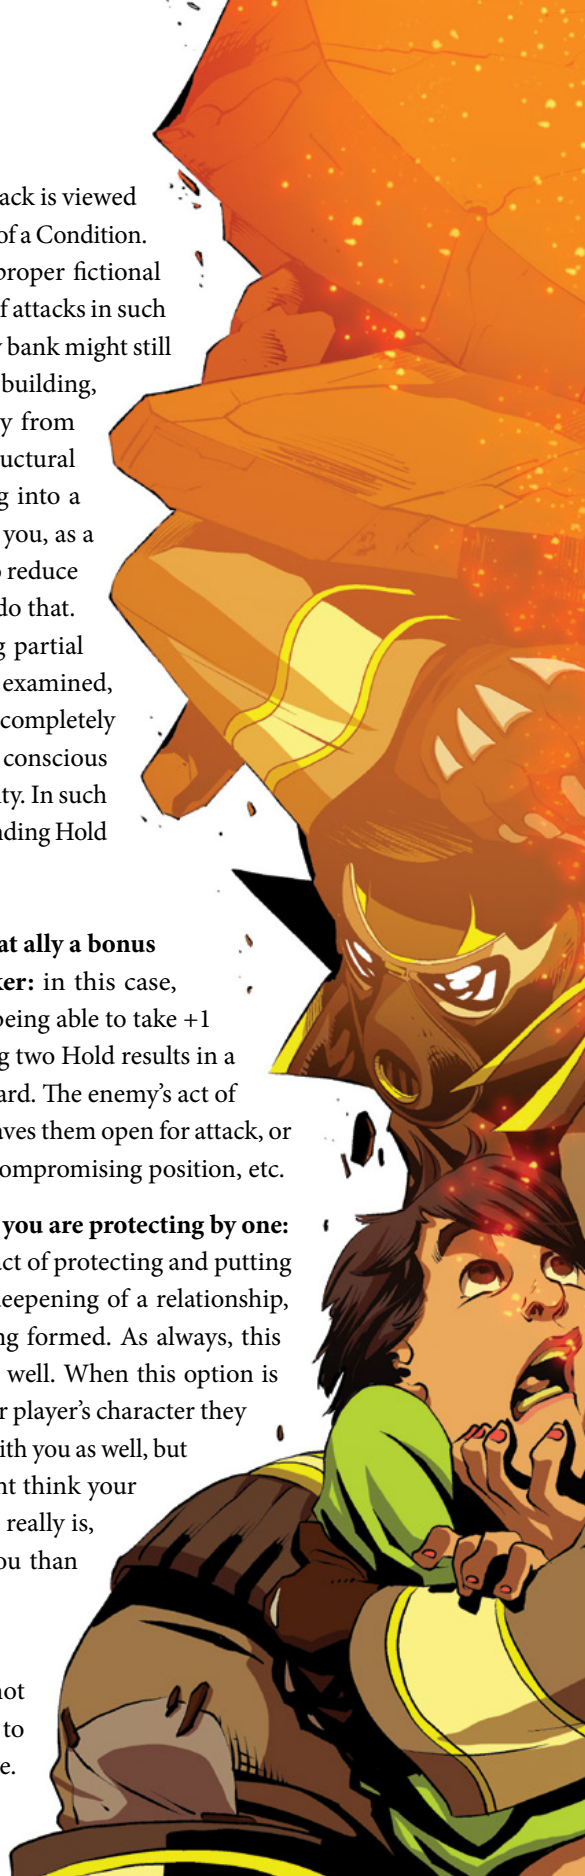 ack is viewed
of a Condition.
proper fictional
f attacks in such
bank might still
building,
y from
uctural
g into a
you, as a
reduce
do that.
g partial
examined,
completely
conscious
ity. In such
nding Hold
at ally a bonus
ker: in this case,
being able to take +1
g two Hold results in a
ard. The enemy’s act of
aves them open for attack, or
ompromising position, etc.
you are protecting by one:
act of protecting and putting
deepening of a relationship,
ng formed. As always, this
well. When this option is
r player’s character they
ith you as well, but
ht think your
really is,
ou than
not
to
e.